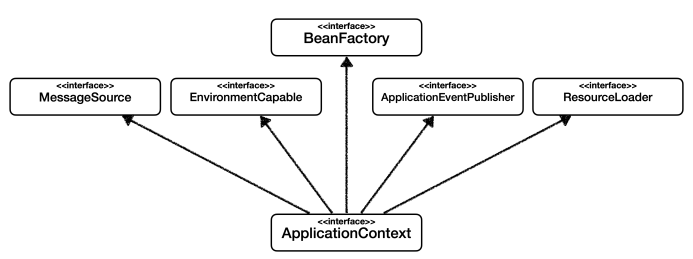 <<interface>>
BeanFactory
<<interface>>
MessageSource
<<interface>>
EnvironmentCapable
<<interface>>
ApplicationEventPublisher
<<interface>>
ResourceLoader
<<interface>>
ApplicationContext